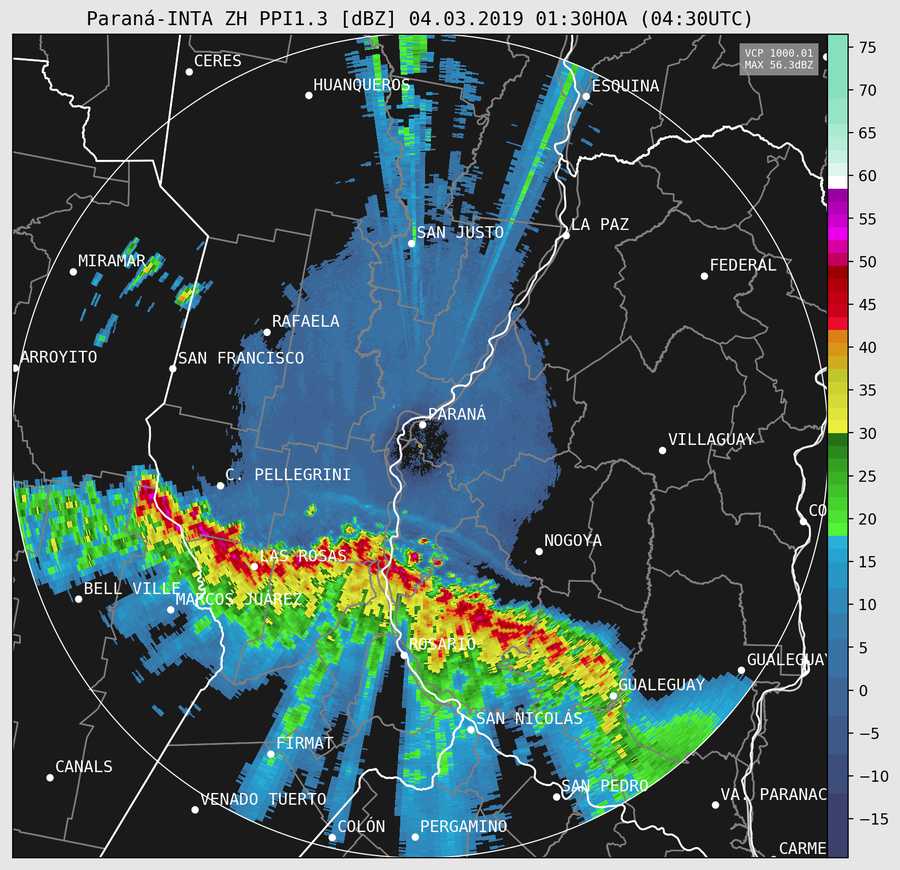 Paraná-INTA ZH PPI1.3 [dBZ] 04.03.2019 01:30HOA (04:30UTC)
VCP 1000.01
MAX 56.3dBZ
CERES
HUANQUEROS
ESQUINA
SAN JUSTO
LA PAZ
MIRAMAR
FEDERAL
RAFAELA
ARROYITO
SAN FRANCISCO
PARANÁ
VILLAGUAY
C. PELLEGRINI
CO
NOGOYA
LAS ROSAS
BELL VILLE
MARCOS JUÁREZ
ROSARIO
GUALEGUAY
GUALEGUAY
SAN NICOLÁS
FIRMAT
CANALS
SAN PEDRO
VENADO TUERTO
VA. PARANAC
COLÓN
PERGAMINO
CARME
75
70
65
60
55
50
45
40
35
30
25
20
15
10
5
0
−5
−10
−15